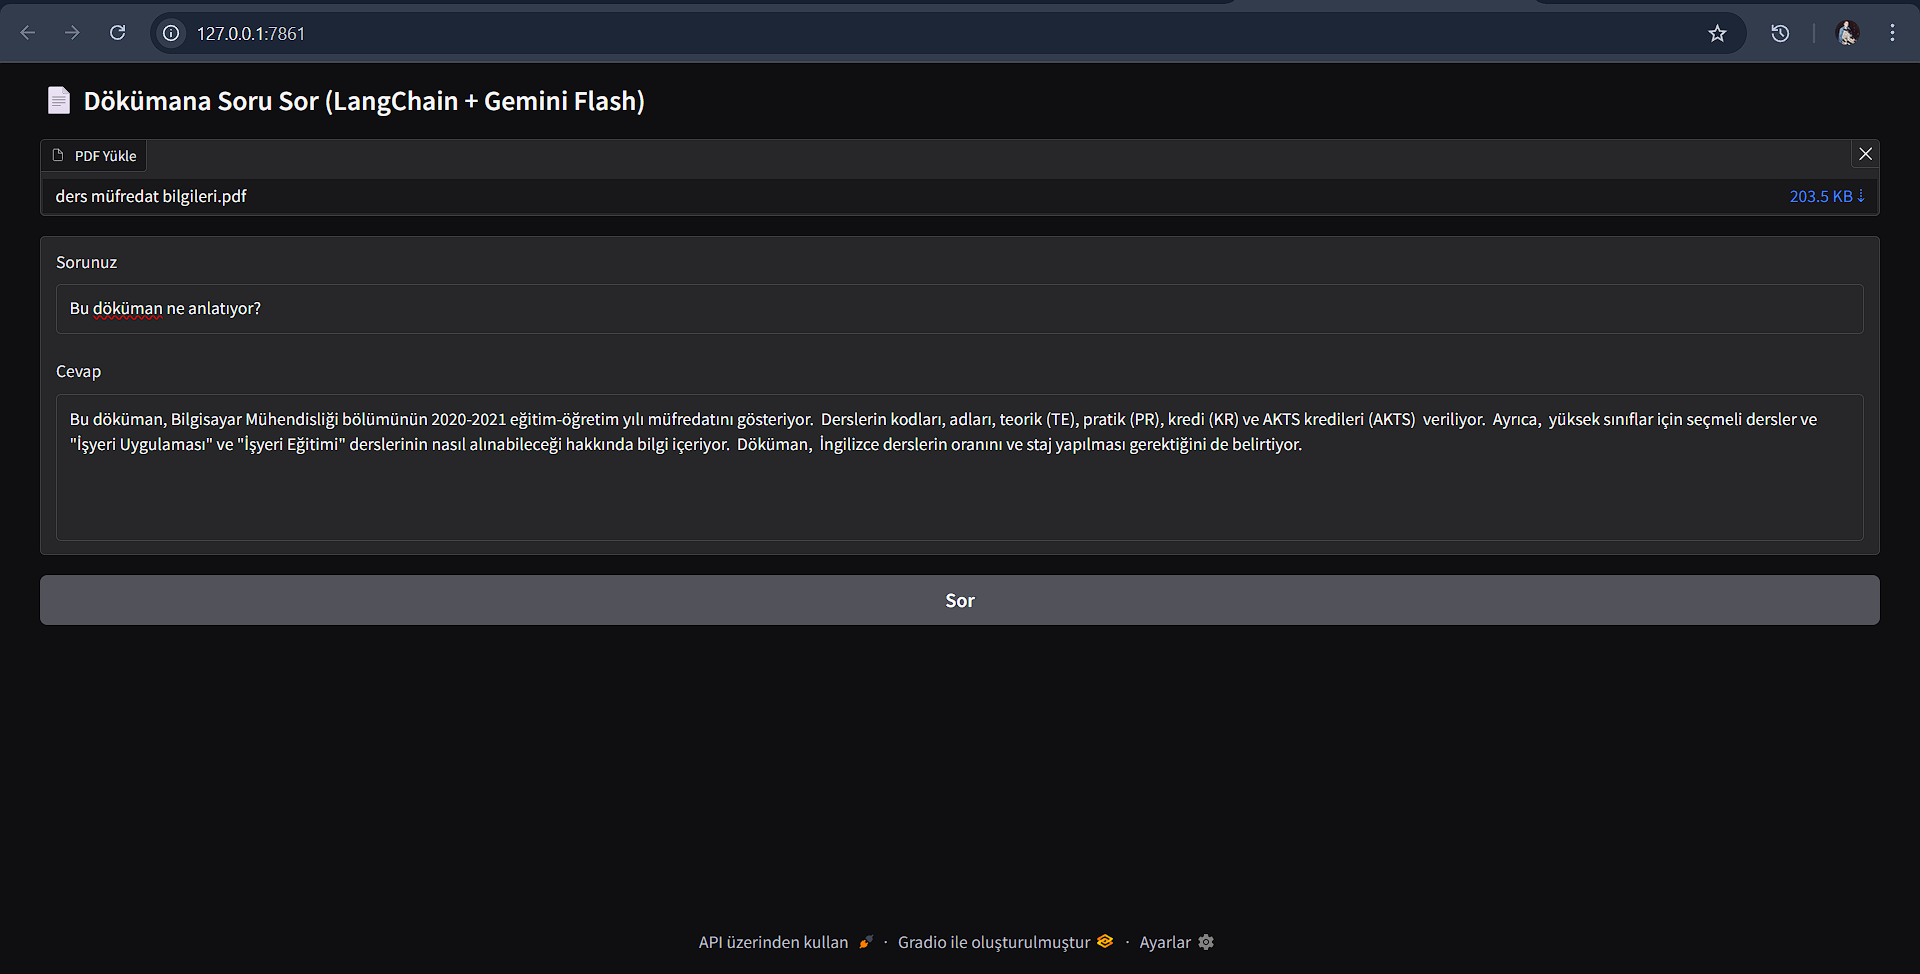 127.0.0.1:7861
Dökümana Soru Sor (LangChain + Gemini Flash)
PDF Yükle
ders müfredat bilgileri.pdf 203.5 KB ⇣
Sorunuz
Bu döküman ne anlatıyor?
Cevap
Bu döküman, Bilgisayar Mühendisliği bölümünün 2020-2021 eğitim-öğretim yılı müfredatını gösteriyor.  Derslerin kodları, adları, teorik (TE), pratik (PR), kredi (KR) ve AKTS kredileri (AKTS)  veriliyor.  Ayrıca,  yüksek sınıflar için seçmeli dersler ve
"İşyeri Uygulaması" ve "İşyeri Eğitimi" derslerinin nasıl alınabileceği hakkında bilgi içeriyor.  Döküman,  İngilizce derslerin oranını ve staj yapılması gerektiğini de belirtiyor.
Sor
API üzerinden kullan · Gradio ile oluşturulmuştur · Ayarlar